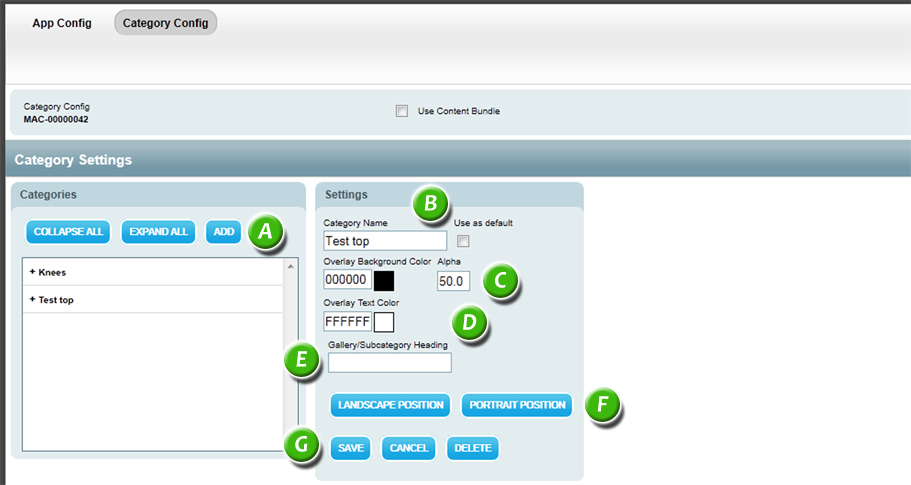 App Config Category Config
Category Config
MAC-00000042
Use Content Bundle
Category Settings
Categories
COLLAPSE ALL EXPAND ALL ADD A
+ Knees
+ Test top
Settings
B
Category Name Use as default
Test top
Overlay Background Color Alpha
000000 50.0 C
Overlay Text Color
FFFFFF D
Gallery/Subcategory Heading
E
LANDSCAPE POSITION PORTRAIT POSITION F
G SAVE CANCEL DELETE